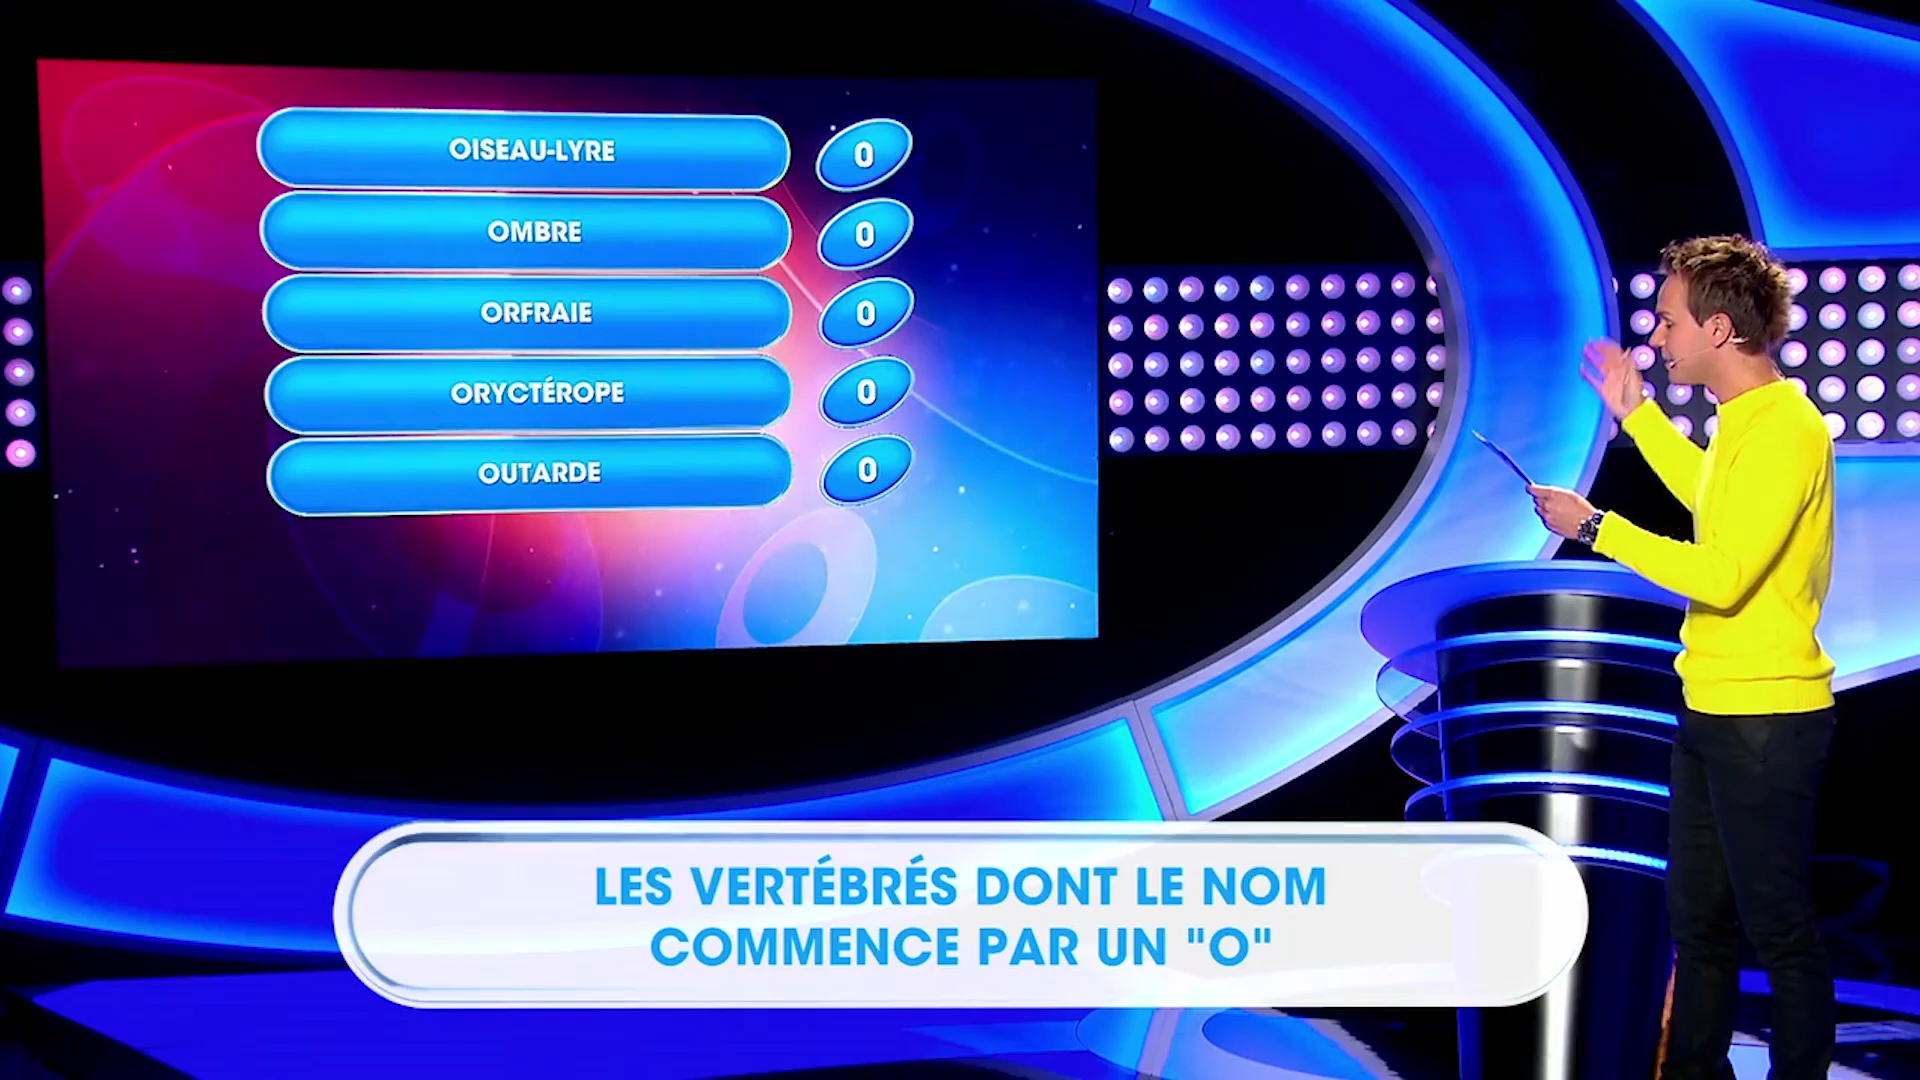 OISEAU-LYRE 0
OMBRE 0
ORFRAIE 0
ORYCTÉROPE 0
OUTARDE 0
LES VERTÉBRÉS DONT LE NOM
COMMENCE PAR UN "O"